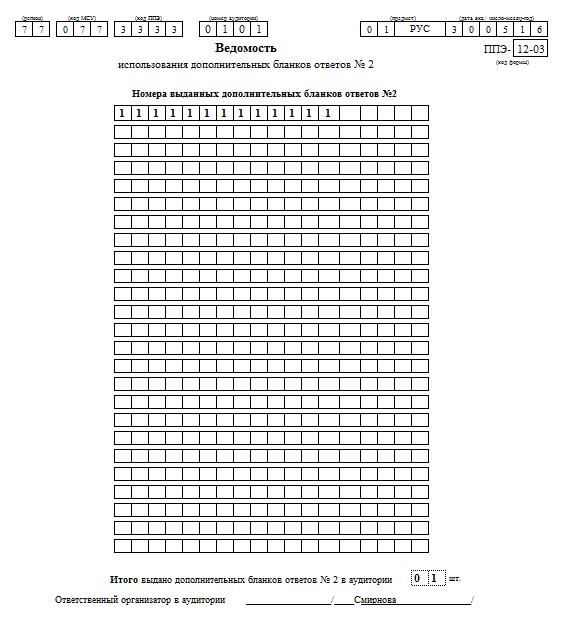 (регион) (код МСУ) (код ППЭ) (номер аудитории) (предмет) (дата экз.: число-месяц-год)
7 7 0 7 7 3 3 3 3 0 1 0 1 0 1 РУС 3 0 0 5 1 6
Ведомость
ППЭ- 12-03
(код формы)
использования дополнительных бланков ответов № 2
Номера выданных дополнительных бланков ответов №2
1 1 1 1 1 1 1 1 1 1 1 1 1
Итого выдано дополнительных бланков ответов № 2 в аудитории 0 1 шт.
Ответственный организатор в аудитории ________________/____Смирнова______________/